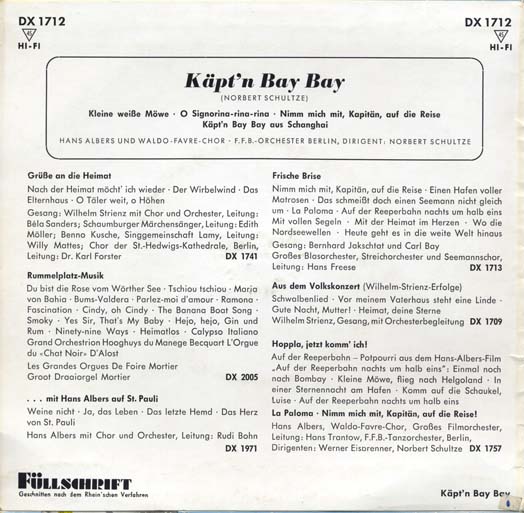 DX 1712
45
HI-FI
DX 1712
45
HI-FI
Käpt'n Bay Bay
(NORBERT SCHULTZE)
Kleine weiße Möwe · O Signorina-rina-rina · Nimm mich mit, Kapitän, auf die Reise
Käpt'n Bay Bay aus Schanghai
HANS ALBERS UND WALDO-FAVRE-CHOR · F.F.B.-ORCHESTER BERLIN, DIRIGENT: NORBERT SCHULTZE
Grüße an die Heimat
Nach der Heimat möcht' ich wieder · Der Wirbelwind · Das
Elternhaus · O Täler weit, o Höhen
Gesang: Wilhelm Strienz mit Chor und Orchester, Leitung:
Béla Sanders; Schaumburger Märchensänger, Leitung: Edith
Möller; Benno Kusche, Singgemeinschaft Lamy, Leitung:
Willy Mattes; Chor der St.-Hedwigs-Kathedrale, Berlin,
Leitung: Dr. Karl Forster DX 1741
Rummelplatz-Musik
Du bist die Rose vom Wörther See · Tschiou tschiou · Marja
von Bahia · Bums-Valdera · Parlez-moi d'amour · Ramona ·
Fascination · Cindy, oh Cindy · The Banana Boat Song ·
Smoky · Yes Sir, That's My Baby · Hejo, hejo, Gin und
Rum · Ninety-nine Ways · Heimatlos · Calypso Italiano
Grand Orchestrion Hooghuys du Manege Becquart L'Orgue
du «Chat Noir» D'Alost
Les Grandes Orgues De Faire Mortier
Groot Draaiorgel Mortier DX 2005
. . . mit Hans Albers auf St. Pauli
Weine nicht · Ja, das Leben · Das letzte Hemd · Das Herz
von St. Pauli
Hans Albers mit Chor und Orchester, Leitung: Rudi Bohn
DX 1971
Frische Brise
Nimm mich mit, Kapitän, auf die Reise · Einen Hafen voller
Matrosen · Das schmeißt doch einen Seemann nicht gleich
um · La Paloma · Auf der Reeperbahn nachts um halb eins
Mit vollen Segeln · Mit der Heimat im Herzen · Wo die
Nordseewellen · Heute geht es in die weite Welt hinaus
Gesang: Bernhard Jakschtat und Carl Bay
Großes Blasorchester, Streichorchester und Seemannschor,
Leitung: Hans Freese DX 1713
Aus dem Volkskonzert (Wilhelm-Strienz-Erfolge)
Schwalbenlied · Vor meinem Vaterhaus steht eine Linde ·
Gute Nacht, Mutter! · Heimat, deine Sterne
Wilhelm Strienz, Gesang, mit Orchesterbegleitung DX 1709
Hoppla, jetzt komm' ich!
Auf der Reeperbahn – Potpourri aus dem Hans-Albers-Film
„Auf der Reeperbahn nachts um halb eins": Einmal noch
nach Bombay · Kleine Möwe, flieg nach Helgoland · In
einer Sternennacht am Hafen · Komm auf die Schaukel,
Luise · Auf der Reeperbahn nachts um halb eins
La Paloma · Nimm mich mit, Kapitän, auf die Reise!
Hans Albers, Waldo-Favre-Chor, Großes Filmorchester,
Leitung: Hans Trantow, F.F.B.-Tanzorchester, Berlin,
Dirigenten: Werner Eisbrenner, Norbert Schultze DX 1757
FÜLLSCHRIFT
Geschnitten nach dem Rhein'schen Verfahren
Käpt'n Bay Bay